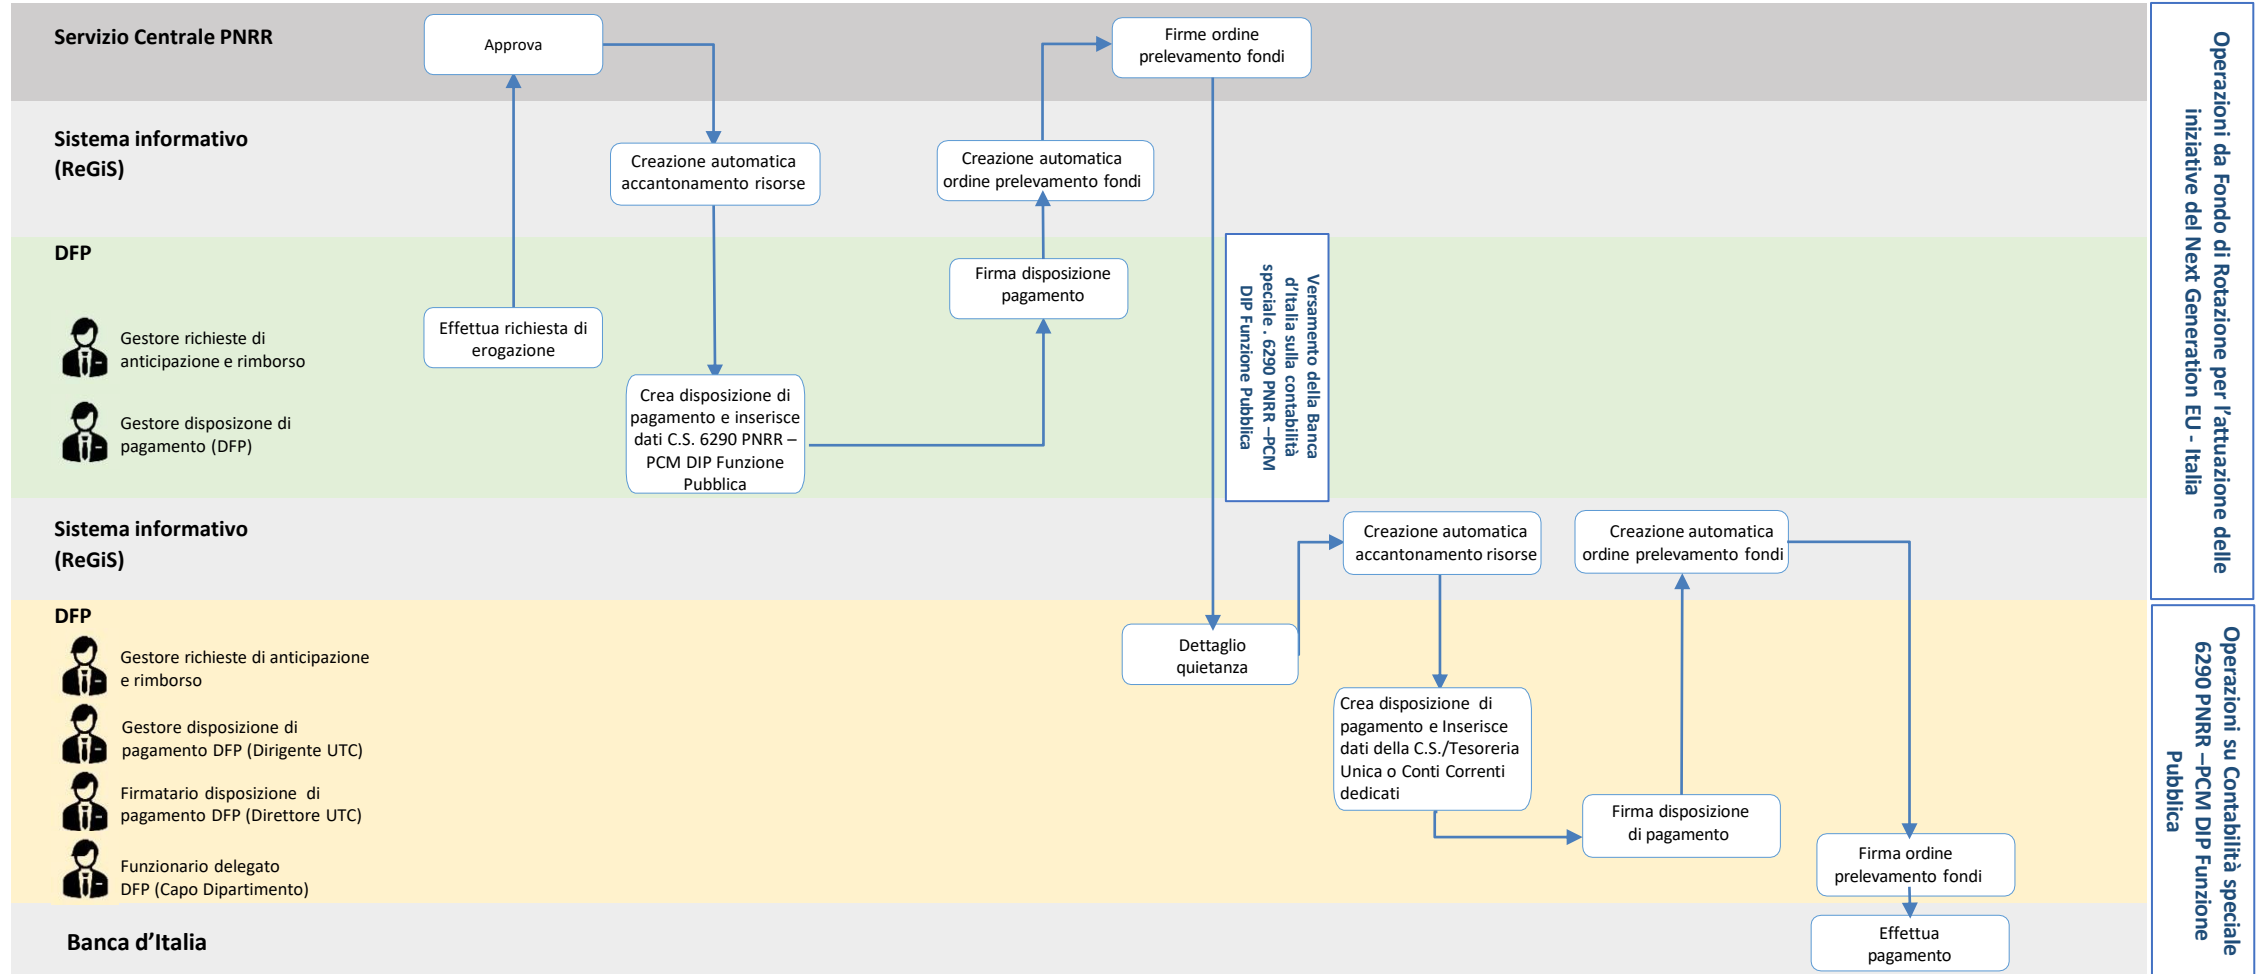 Servizio Centrale PNRR
Approva
Firme ordine
prelevamento fondi
Sistema informativo
(ReGiS)
Creazione automatica
accantonamento risorse
Creazione automatica
ordine prelevamento fondi
DFP
Gestore richieste di
anticipazione e rimborso
Gestore disposizone di
pagamento (DFP)
Effettua richiesta di
erogazione
Crea disposizione di
pagamento e inserisce
dati C.S. 6290 PNRR –
PCM DIP Funzione
Pubblica
Firma disposizione
pagamento
Versamento della Banca
d’Italia sulla contabilità
speciale . 6290 PNRR –PCM
DIP Funzione Pubblica
Sistema informativo
(ReGiS)
Creazione automatica
accantonamento risorse
Creazione automatica
ordine prelevamento fondi
DFP
Gestore richieste di anticipazione
e rimborso
Gestore disposizione di
pagamento DFP (Dirigente UTC)
Firmatario disposizione di
pagamento DFP (Direttore UTC)
Funzionario delegato
DFP (Capo Dipartimento)
Dettaglio
quietanza
Crea disposizione di
pagamento e Inserisce
dati della C.S./Tesoreria
Unica o Conti Correnti
dedicati
Firma disposizione
di pagamento
Firma ordine
prelevamento fondi
Banca d’Italia
Effettua
pagamento
Operazioni da Fondo di Rotazione per l’attuazione delle
iniziative del Next Generation EU - Italia
Operazioni su Contabilità speciale
6290 PNRR –PCM DIP Funzione
Pubblica